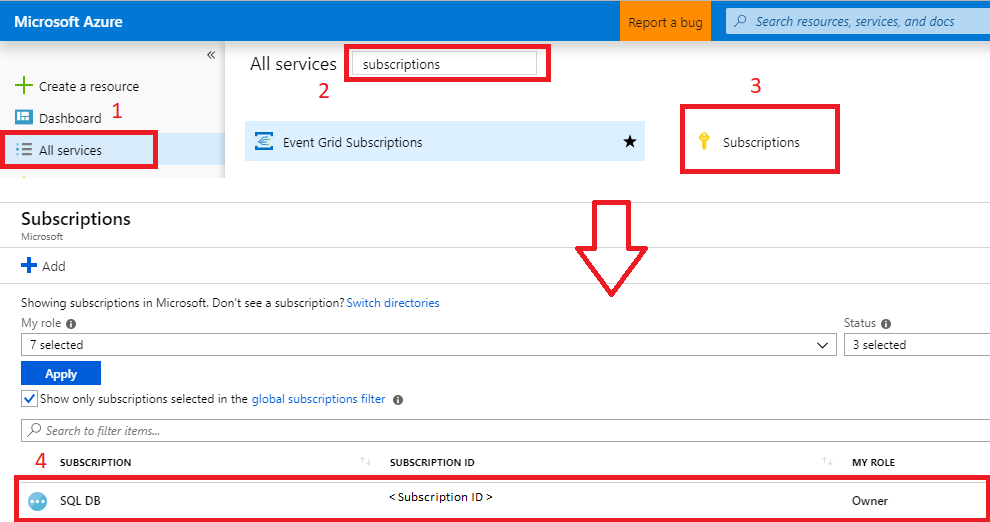 Microsoft Azure
Report a bug
Search resources, services, and docs
«
Create a resource
Dashboard
1
All services
All services
subscriptions
2
3
Event Grid Subscriptions
Subscriptions
Subscriptions
Microsoft
Add
Showing subscriptions in Microsoft. Don't see a subscription? Switch directories
My role
Status
7 selected
3 selected
Apply
Show only subscriptions selected in the global subscriptions filter
Search to filter items...
4
SUBSCRIPTION
SUBSCRIPTION ID
MY ROLE
SQL DB
< Subscription ID >
Owner